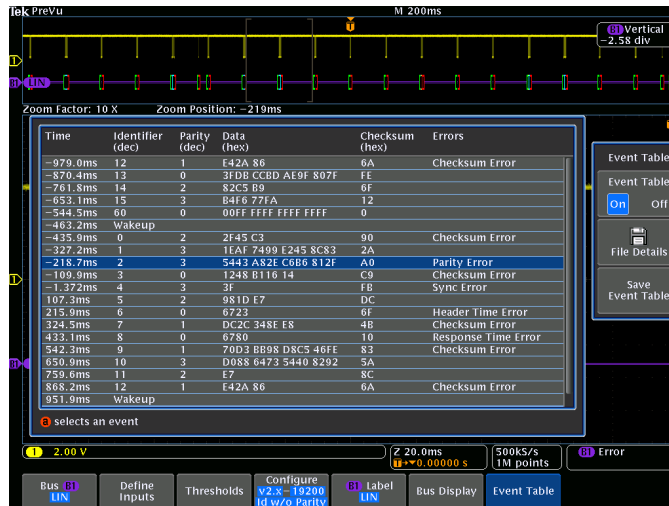 Tek PreVu M 200ms
T
B1 Vertical
-2.58 div
1
B1 LIN
Zoom Factor: 10 X Zoom Position: -219ms
Time Identifier Parity Data Checksum Errors
(dec) (dec) (hex) (hex)
-979.0ms 12 1 E42A 86 6A Checksum Error
-870.4ms 13 0 3FDB CCBD AE9F 807F FE
-761.8ms 14 2 82C5 B9 6F
-653.1ms 15 3 B4F6 77FA 12
-544.5ms 60 0 00FF FFFF FFFF FFFF 0
-463.2ms Wakeup
-435.9ms 0 2 2F45 C3 90 Checksum Error
-327.2ms 1 3 1EAF 7499 E245 8C83 2A
-218.7ms 2 3 5443 A82E C6B6 812F A0 Parity Error
-109.9ms 3 0 1248 B116 14 C9 Checksum Error
-1.372ms 4 3 3F FB Sync Error
107.3ms 5 2 981D E7 DC
215.9ms 6 0 6723 6F Header Time Error
324.5ms 7 1 DC2C 348E E8 4B Checksum Error
433.1ms 8 0 6780 10 Response Time Error
542.3ms 9 1 70D3 BB98 D8C5 46FE 83 Checksum Error
650.9ms 10 3 D088 6473 5440 8292 5A
759.6ms 11 2 E7 8C
868.2ms 12 1 E42A 86 6A Checksum Error
951.9ms Wakeup
a selects an event
Event Table
Event Table
On Off
File Details
Save
Event Table
1
B1
1 2.00 V
Z 20.0ms
T→▼0.00000 s
500kS/s
1M points
B1 Error
Bus B1
LIN
Define
Inputs
Thresholds
Configure
v2.x-19200
Id w/o Parity
B1 Label
LIN
Bus Display
Event Table